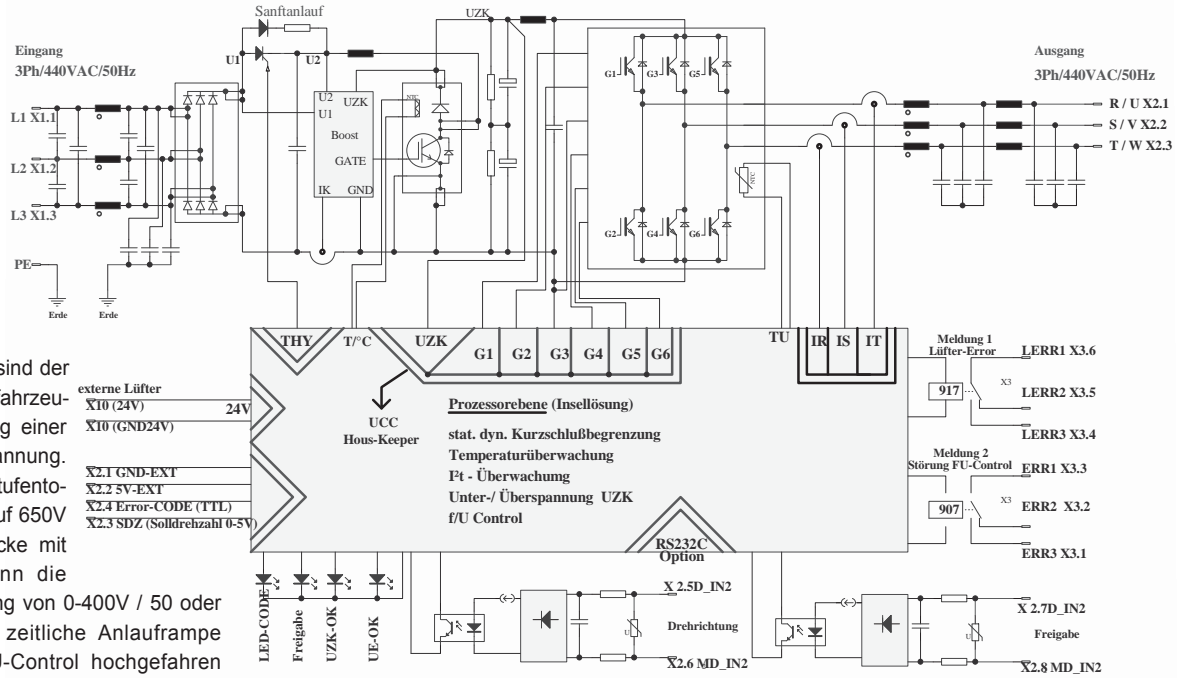 Sanftanlauf
UZK
Eingang
3Ph/440VAC/50Hz
U1
U2
U2
UZK
U1
Boost
GATE
IK
GND
NTC
G1
G3
G5
G2
G4
G6
NTC
Ausgang
3Ph/440VAC/50Hz
L1 X1.1
L2 X1.2
L3 X1.3
PE
Erde
Erde
R / U X2.1
S / V X2.2
T / W X2.3
THY
T/°C
UZK
G1
G2
G3
G4
G5
G6
TU
IR
IS
IT
sind der
ahrzeu-
g einer
annung.
tufento-
uf 650V
cke mit
nn die
ng von 0-400V / 50 oder
zeitliche Anlauframpe
U-Control hochgefahren
externe Lüfter
X10 (24V)
24V
X10 (GND24V)
X2.1 GND-EXT
X2.2 5V-EXT
X2.4 Error-CODE (TTL)
X2.3 SDZ (Solldrehzahl 0-5V)
UCC
Hous-Keeper
Prozessorebene (Insellösung)
stat. dyn. Kurzschlußbegrenzung
Temperaturüberwachung
I²t - Überwachung
Unter-/ Überspannung UZK
f/U Control
RS232C
Option
Meldung 1
Lüfter-Error
917
X3
LERR1 X3.6
LERR2 X3.5
LERR3 X3.4
Meldung 2
Störung FU-Control
907
X3
ERR1 X3.3
ERR2 X3.2
ERR3 X3.1
LED-CODE
Freigabe
UZK-OK
UE-OK
X 2.5D_IN2
U
Drehrichtung
X2.6 MD_IN2
X 2.7D_IN2
U
Freigabe
X2.8 MD_IN2